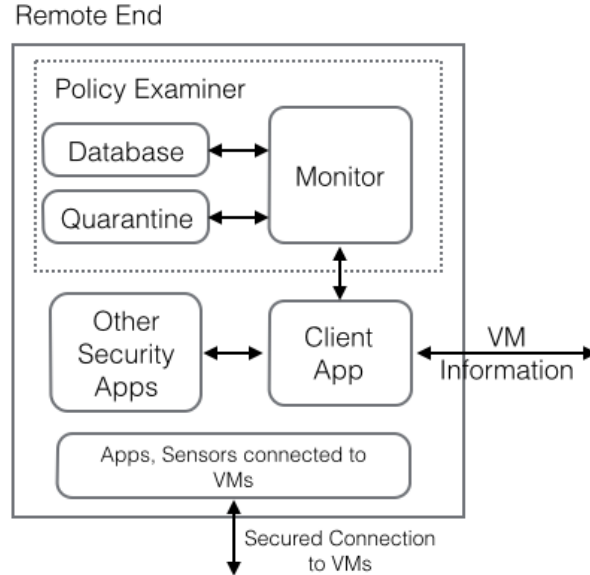 Remote End
Policy Examiner
Database
Monitor
Quarantine
Other
Security
Apps
Client
App
VM
Information
Apps, Sensors connected to
VMs
Secured Connection
to VMs